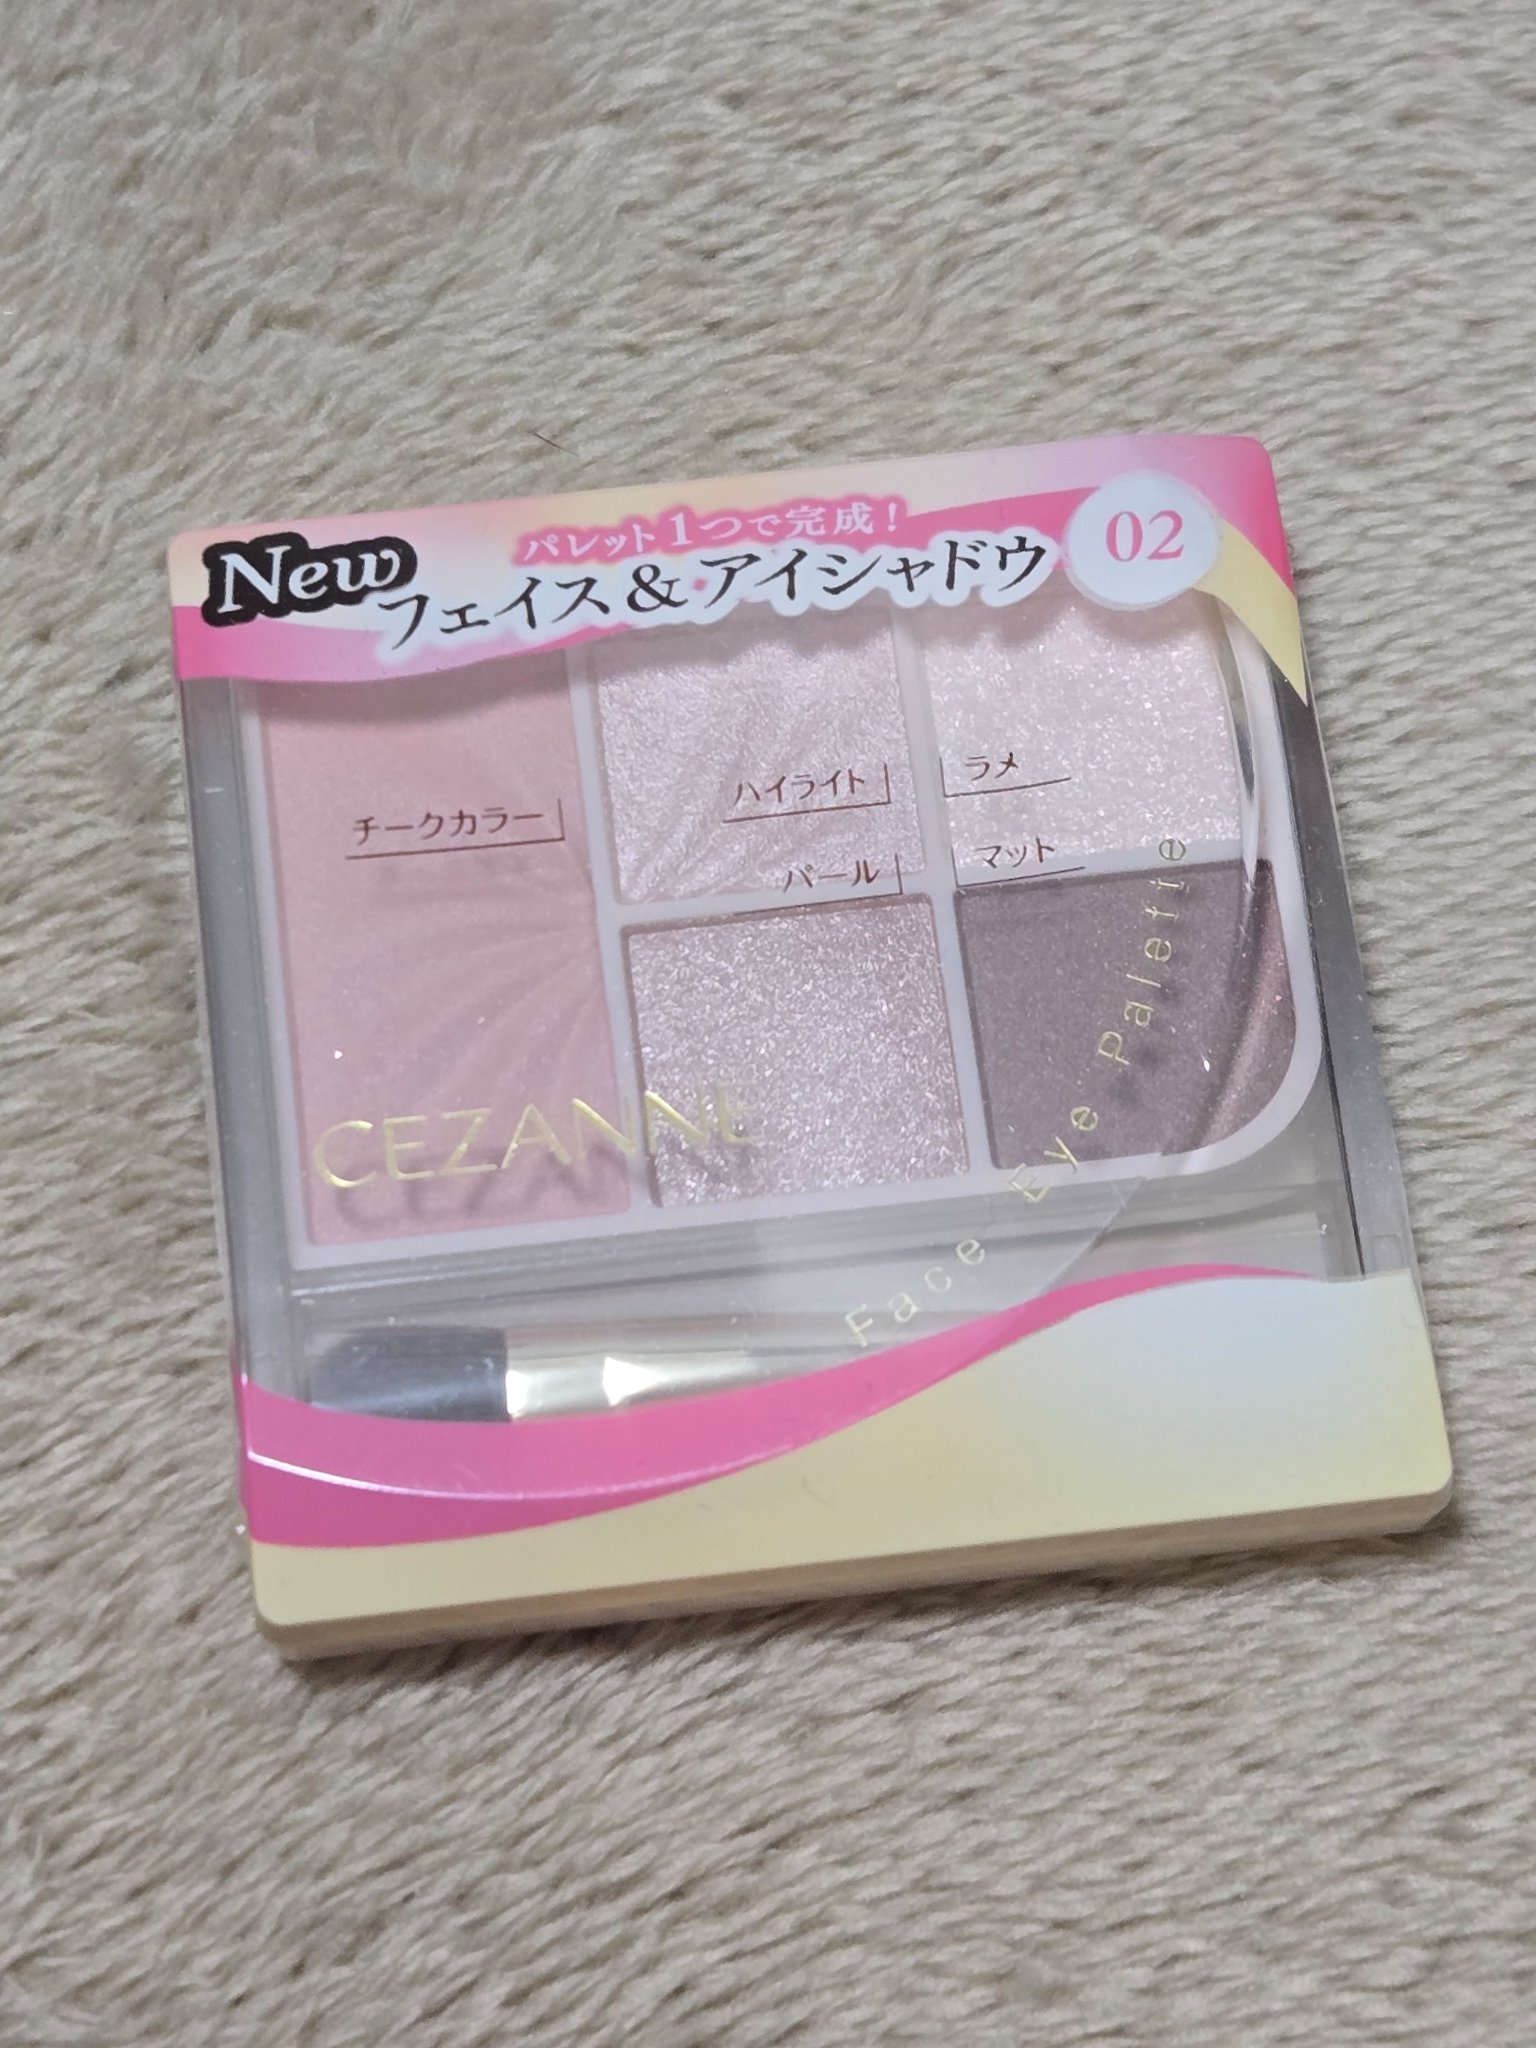 New
パレット1つで完成!
フェイス&アイシャドウ
02
チークカラー
ハイライト
ラメ
パール
マット
CEZANNE
Face Eye Palette